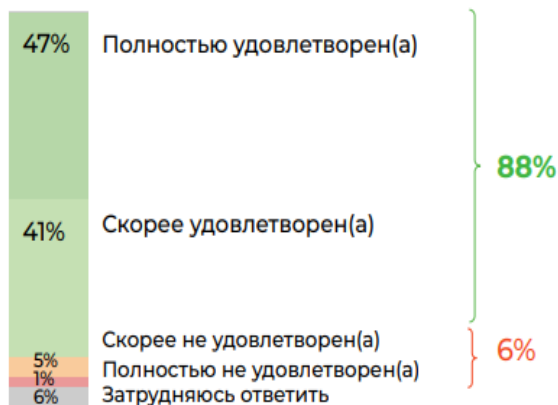 47% Полностью удовлетворен(а)
88%
41% Скорее удовлетворен(а)
Скорее не удовлетворен(а)
5%
6%
Полностью не удовлетворен(а)
1%
6% Затрудняюсь ответить